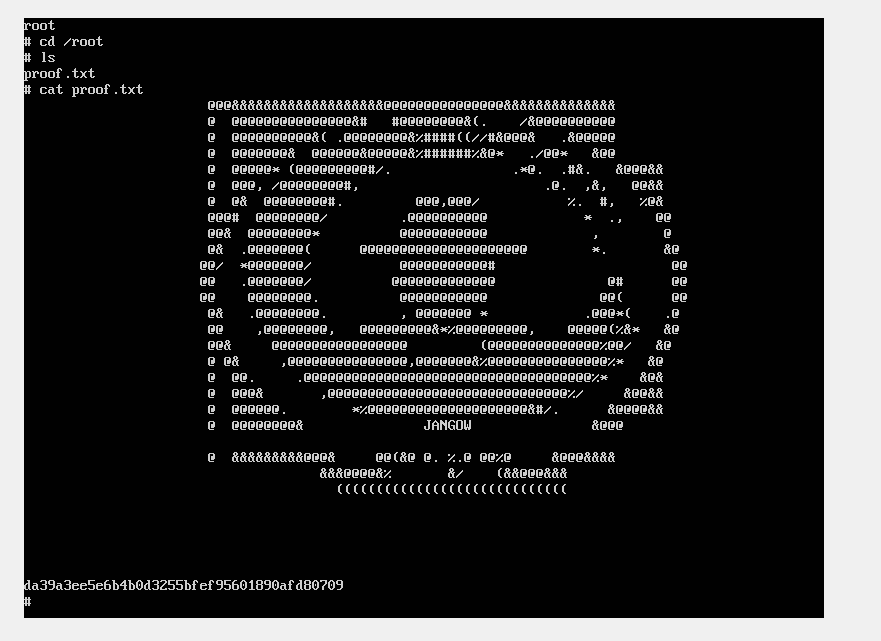 root
# cd /root
# ls
proof.txt
# cat proof.txt
                       @@@&&&&&&&&&&&&&&&&&&&@@@@@@@@@@@@@@@&&&&&&&&&&&&&&
                       @  @@@@@@@@@@@@@@@&#   #@@@@@@@@&(.    /&@@@@@@@@@@
                       @  @@@@@@@@@@&( .@@@@@@@@&%####((//#&@@@&   .&@@@@@
                       @  @@@@@@@&  @@@@@@&@@@@@&%######%&@*   ./@@*   &@@
                       @  @@@@@* (@@@@@@@@@#/.               .*@.  .#&.   &@@@&&
                       @  @@@, /@@@@@@@@#,                       .@.  ,&,   @@&&
                       @  @&  @@@@@@@@#.         @@@,@@@/           %.  #,   %@&
                       @@@#  @@@@@@@@/         .@@@@@@@@@@            *  .,    @@
                       @@&  @@@@@@@@*          @@@@@@@@@@@             ,        @
                       @&  .@@@@@@@(      @@@@@@@@@@@@@@@@@@@@@        *.       &@
                      @@/  *@@@@@@@/           @@@@@@@@@@@#                      @@
                      @@   .@@@@@@@/          @@@@@@@@@@@@@              @#      @@
                      @@    @@@@@@@@.          @@@@@@@@@@@              @@(      @@
                       @&   .@@@@@@@@.         , @@@@@@@ *            .@@@*(    .@
                       @@    ,@@@@@@@@,   @@@@@@@@@&*%@@@@@@@@@,    @@@@@(%&*   &@
                       @@&     @@@@@@@@@@@@@@@@@         (@@@@@@@@@@@@@@%@@/   &@
                       @ @&     ,@@@@@@@@@@@@@@@,@@@@@@@&%@@@@@@@@@@@@@@@%*   &@
                       @  @@.     .@@@@@@@@@@@@@@@@@@@@@@@@@@@@@@@@@@@@%*    &@&
                       @  @@@&       ,@@@@@@@@@@@@@@@@@@@@@@@@@@@@@@%/     &@@&&
                       @  @@@@@@.        *%@@@@@@@@@@@@@@@@@@@@&#/.      &@@@@&&
                       @  @@@@@@@@&               JANGOW               &@@@
                       @  &&&&&&&&&@@@&     @@(&@ @. %.@ @@%@     &@@@&&&&
                                     &&&@@@@&%       &/    (&&@@@&&&
                                       (((((((((((((((((((((((((((((
da39a3ee5e6b4b0d3255bfef95601890afd80709
#